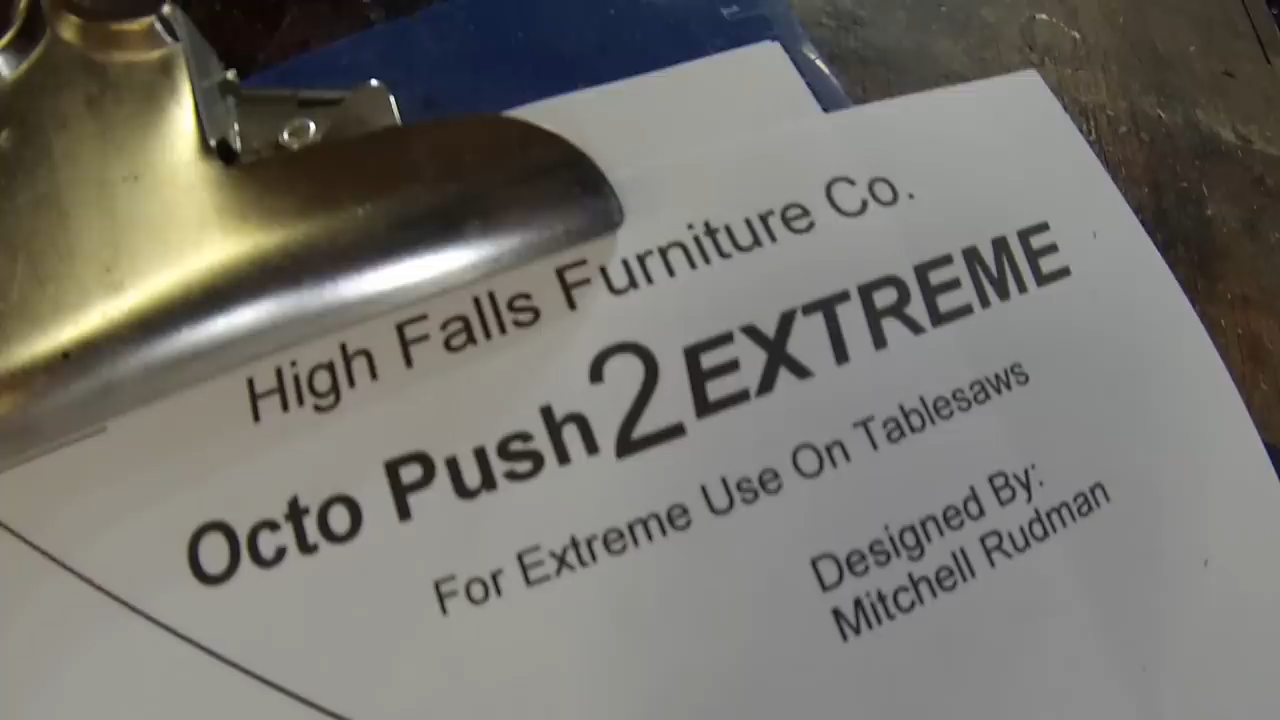 High Falls Furniture Co.
Octo Push2EXTREME
For Extreme Use On Tablesaws
Designed By:
Mitchell Rudman